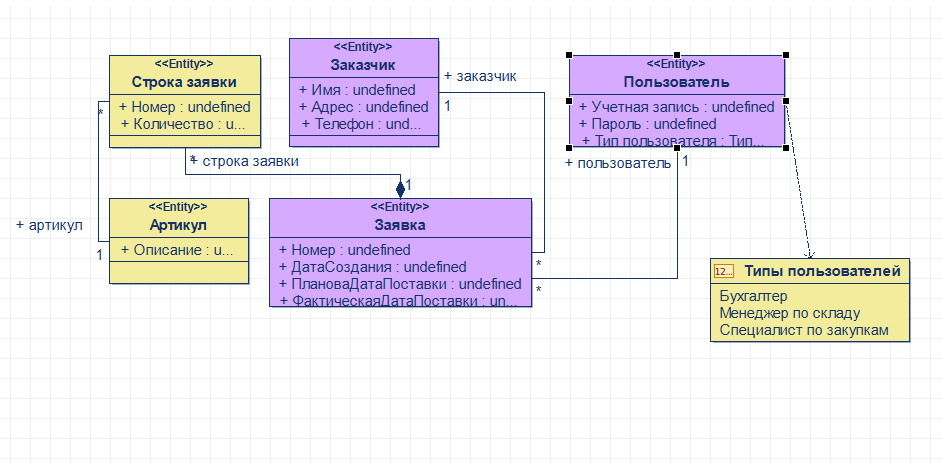 <<Entity>>
Строка заявки
+ Номер : undefined
+ Количество : u...
<<Entity>>
Заказчик
+ Имя : undefined
+ Адрес : undefined
+ Телефон : und...
+ заказчик
1
<<Entity>>
Пользователь
+ Учетная запись : undefined
+ Пароль : undefined
+ Тип пользователя : Тип...
+ пользователь
1
*
*
+ строка заявки
1
+ артикул
1
<<Entity>>
Артикул
+ Описание : u...
<<Entity>>
Заявка
+ Номер : undefined
+ ДатаСоздания : undefined
+ ПлановаДатаПоставки : undefined
+ ФактическаяДатаПоставки : un...
*
*
12...
Типы пользователей
Бухгалтер
Менеджер по складу
Специалист по закупкам